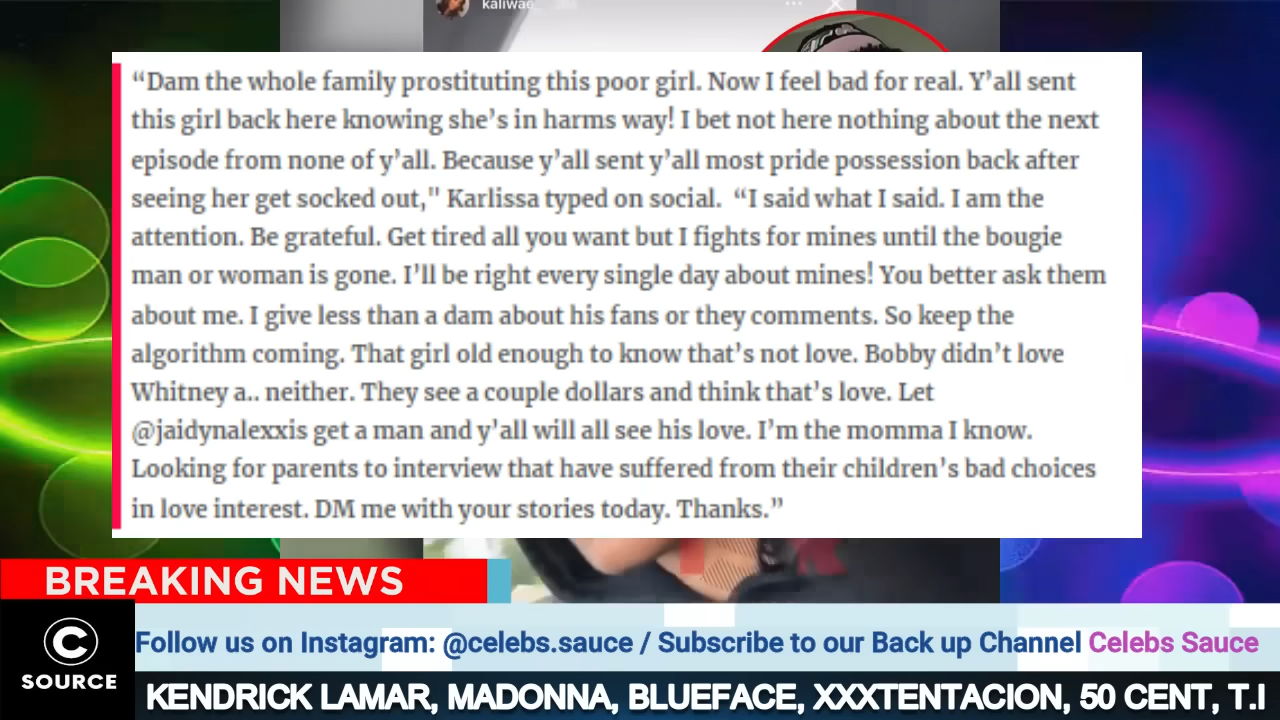 kaliwae_
“Dam the whole family prostituting this poor girl. Now I feel bad for real. Y’all sent
this girl back here knowing she’s in harms way! I bet not here nothing about the next
episode from none of y’all. Because y’all sent y’all most pride possession back after
seeing her get socked out," Karlissa typed on social. “I said what I said. I am the
attention. Be grateful. Get tired all you want but I fights for mines until the bougie
man or woman is gone. I’ll be right every single day about mines! You better ask them
about me. I give less than a dam about his fans or they comments. So keep the
algorithm coming. That girl old enough to know that’s not love. Bobby didn’t love
Whitney a.. neither. They see a couple dollars and think that’s love. Let
@jaidynalexxis get a man and y’all will all see his love. I’m the momma I know.
Looking for parents to interview that have suffered from their children’s bad choices
in love interest. DM me with your stories today. Thanks.”
BREAKING NEWS
C
SOURCE
Follow us on Instagram: @celebs.sauce / Subscribe to our Back up Channel Celebs Sauce
KENDRICK LAMAR, MADONNA, BLUEFACE, XXXTENTACION, 50 CENT, T.I